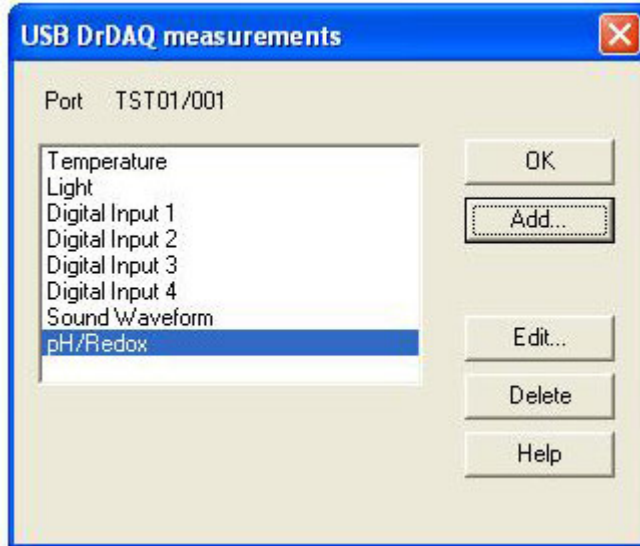 USB DrDAQ measurements
Port TST01/001
Temperature
Light
Digital Input 1
Digital Input 2
Digital Input 3
Digital Input 4
Sound Waveform
pH/Redox
OK
Add...
Edit...
Delete
Help